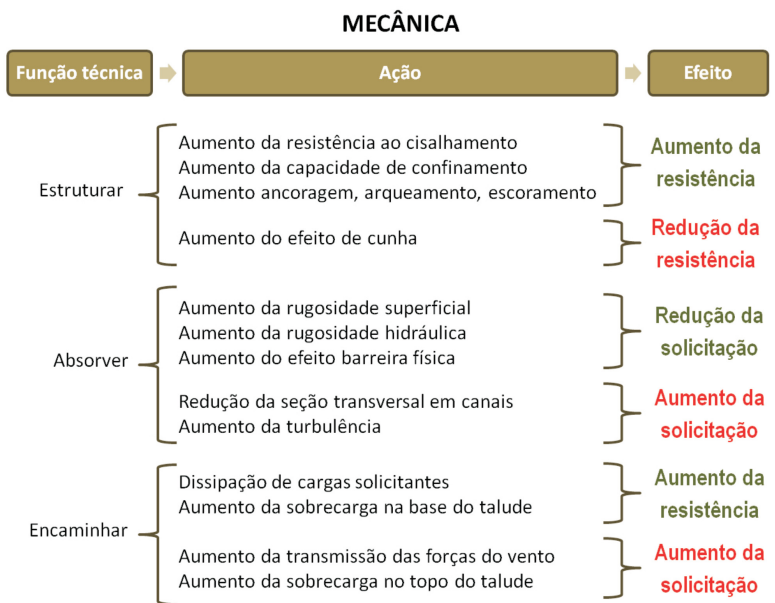 MECÂNICA
Função técnica
Ação
Efeito
Estruturar
Aumento da resistência ao cisalhamento
Aumento da capacidade de confinamento
Aumento ancoragem, arqueamento, escoramento
Aumento da
resistência
Aumento do efeito de cunha
Redução da
resistência
Absorver
Aumento da rugosidade superficial
Aumento da rugosidade hidráulica
Aumento do efeito barreira física
Redução da
solicitação
Redução da seção transversal em canais
Aumento da turbulência
Aumento da
solicitação
Encaminhar
Dissipação de cargas solicitantes
Aumento da sobrecarga na base do talude
Aumento da
resistência
Aumento da transmissão das forças do vento
Aumento da sobrecarga no topo do talude
Aumento da
solicitação